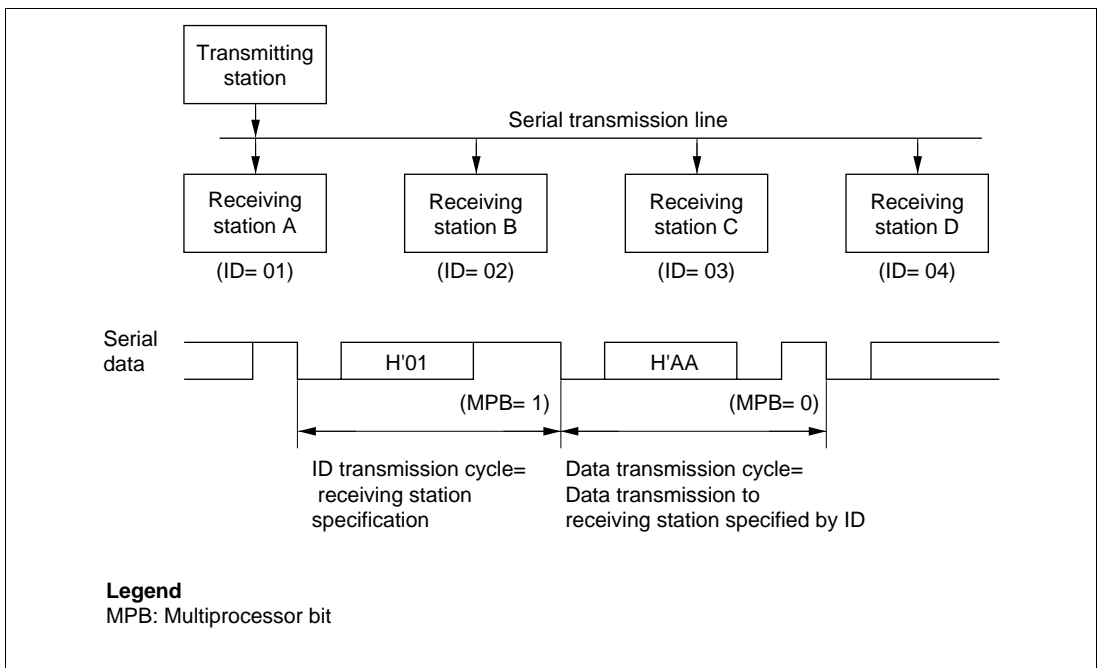 Transmitting
station
Serial transmission line
Receiving
station A
Receiving
station B
Receiving
station C
Receiving
station D
(ID= 01)
(ID= 02)
(ID= 03)
(ID= 04)
Serial
data
H'01
H'AA
(MPB= 1)
(MPB= 0)
ID transmission cycle=
receiving station
specification
Data transmission cycle=
Data transmission to
receiving station specified by ID
Legend
MPB: Multiprocessor bit